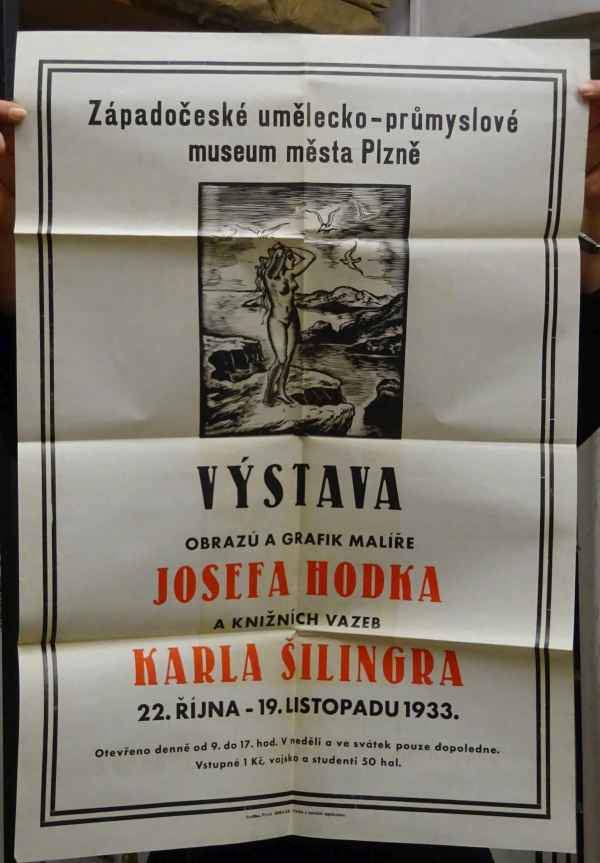 Západočeské umělecko-průmyslové
museum města Plzně
VÝSTAVA
OBRAZŮ A GRAFIK MALÍŘE
JOSEFA HODKA
A KNIŽNÍCH VAZEB
KARLA ŠILINGRA
22. ŘÍJNA - 19. LISTOPADU 1933.
Otevřeno denně od 9. do 17. hod. V neděli a ve svátek pouze dopoledne.
Vstupné 1 Kč, vojsko a studenti 50 hal.